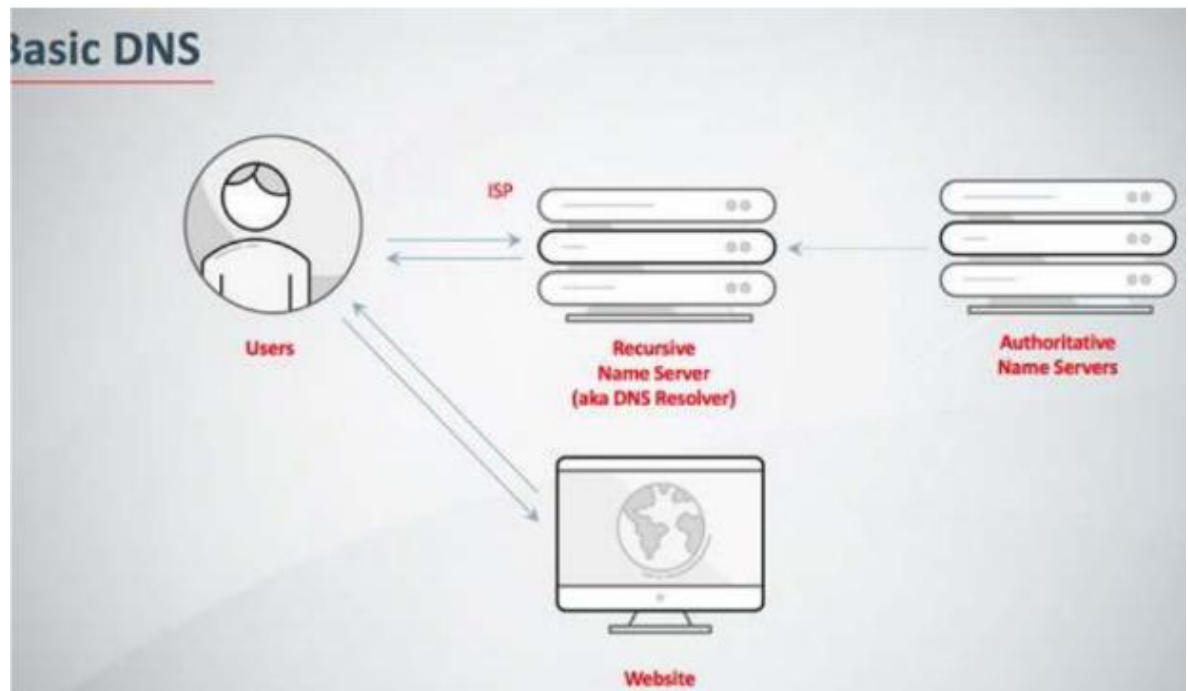 Basic DNS
ISP
Users
Recursive
Name Server
(aka DNS Resolver)
Authoritative
Name Servers
Website